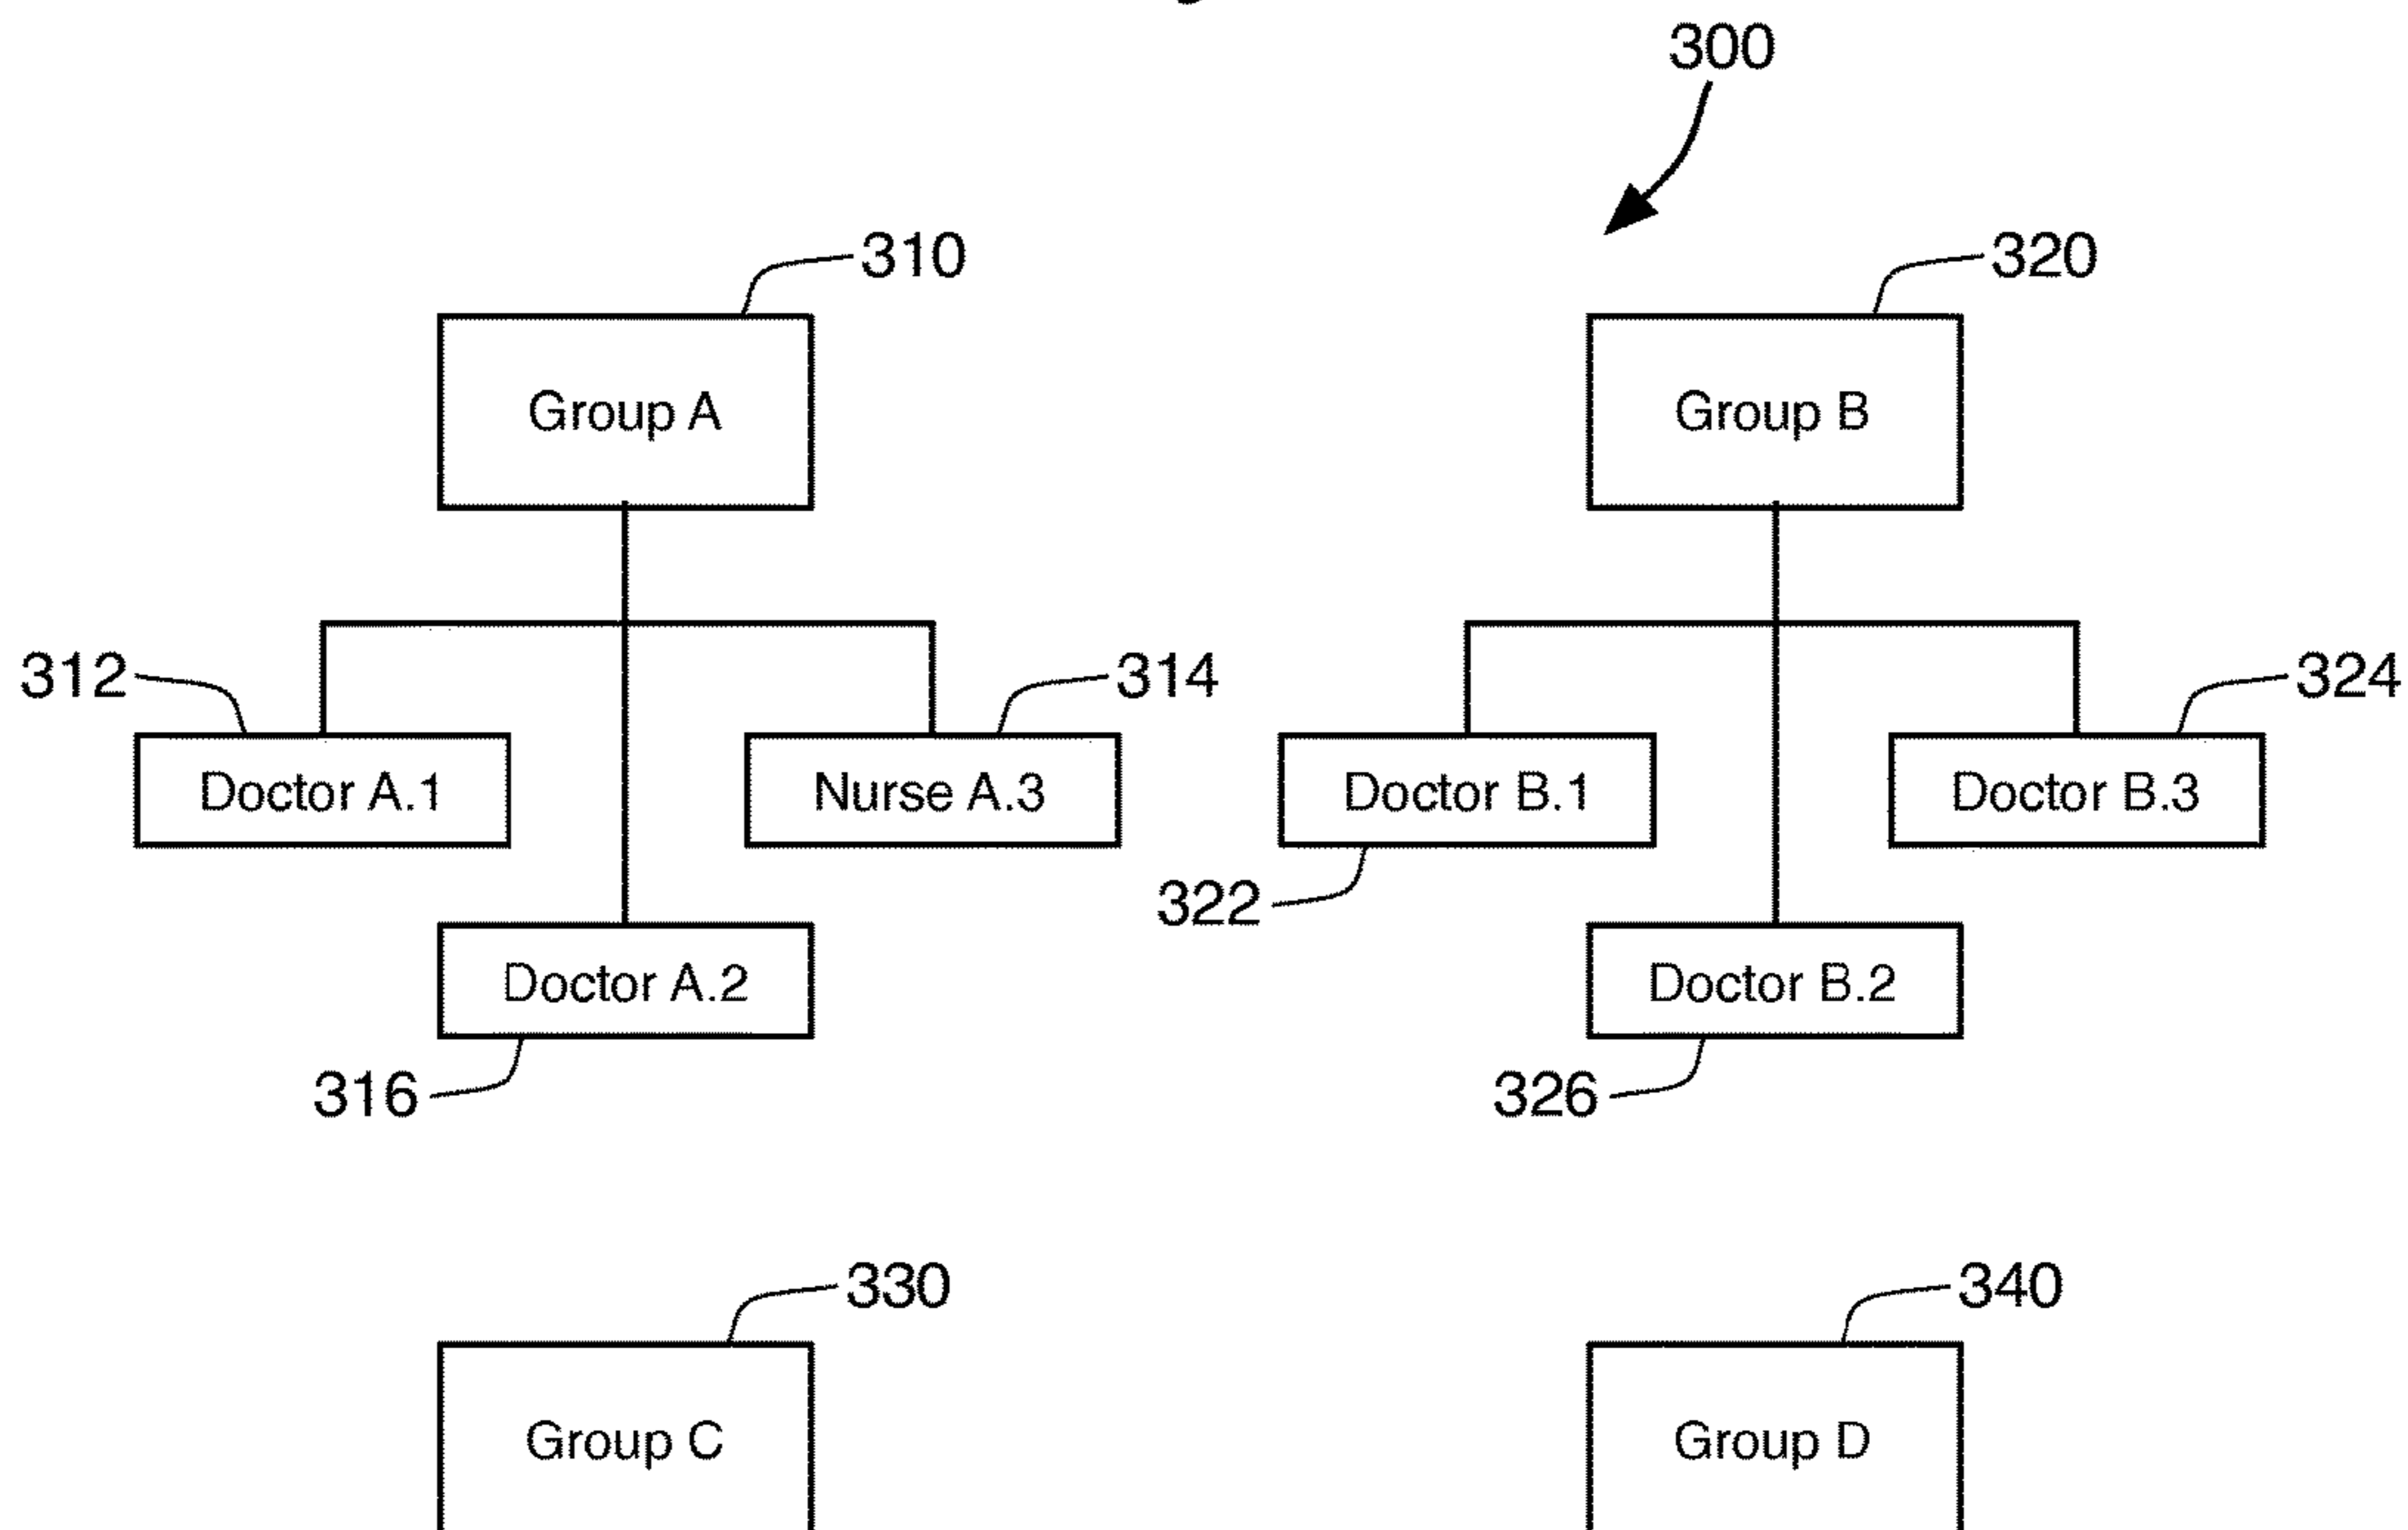 300
310
320
Group A
Group B
312
314
324
Doctor A.1
Nurse A.3
Doctor B.1
Doctor B.3
322
Doctor A.2
Doctor B.2
316
326
330
340
Group C
Group D